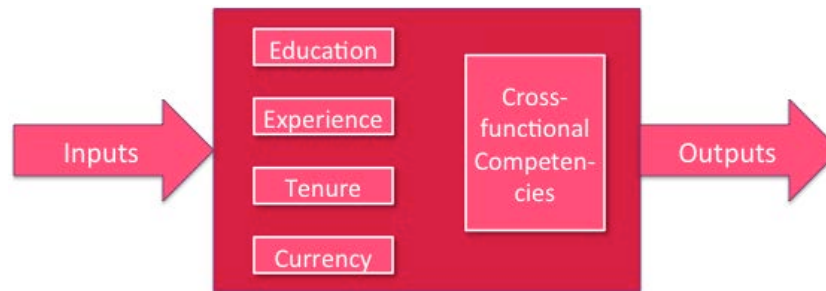 Inputs
Education
Experience
Tenure
Currency
Cross-
functional
Competen-
cies
Outputs